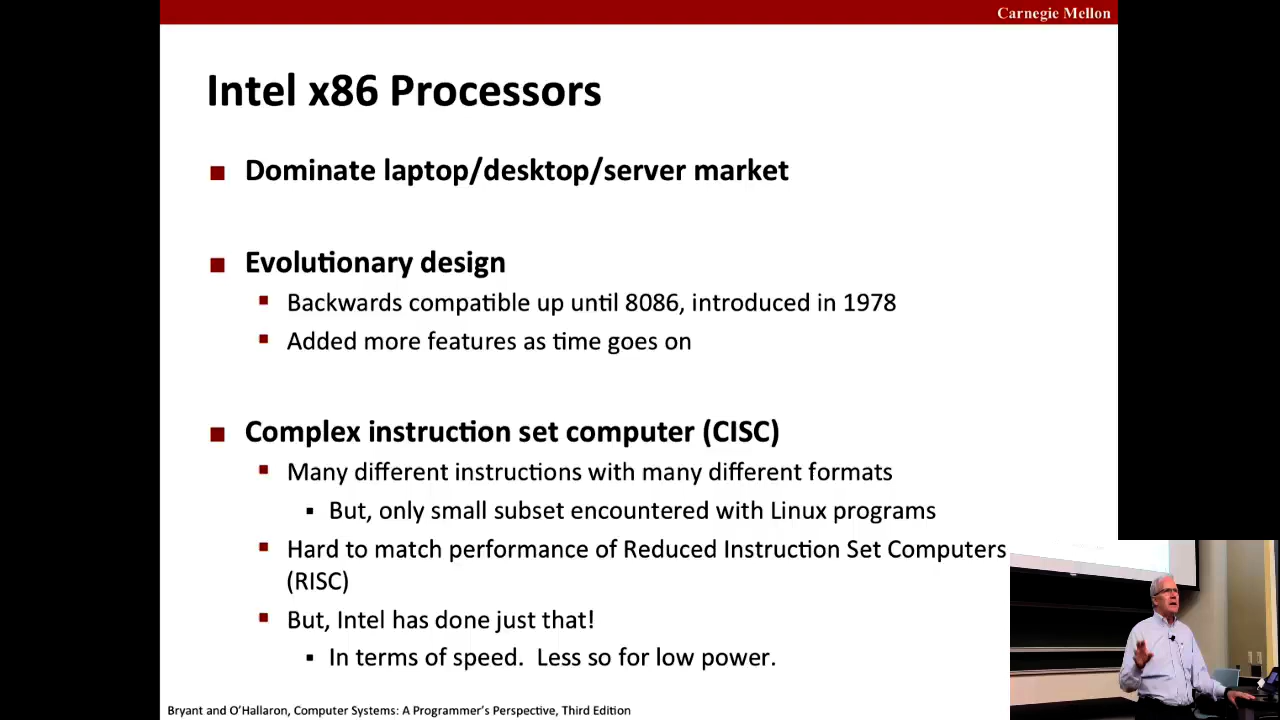 Carnegie Mellon
Intel x86 Processors
Dominate laptop/desktop/server market
Evolutionary design
Backwards compatible up until 8086, introduced in 1978
Added more features as time goes on
Complex instruction set computer (CISC)
Many different instructions with many different formats
But, only small subset encountered with Linux programs
Hard to match performance of Reduced Instruction Set Computers
(RISC)
But, Intel has done just that!
In terms of speed.  Less so for low power.
Bryant and O'Hallaron, Computer Systems: A Programmer's Perspective, Third Edition